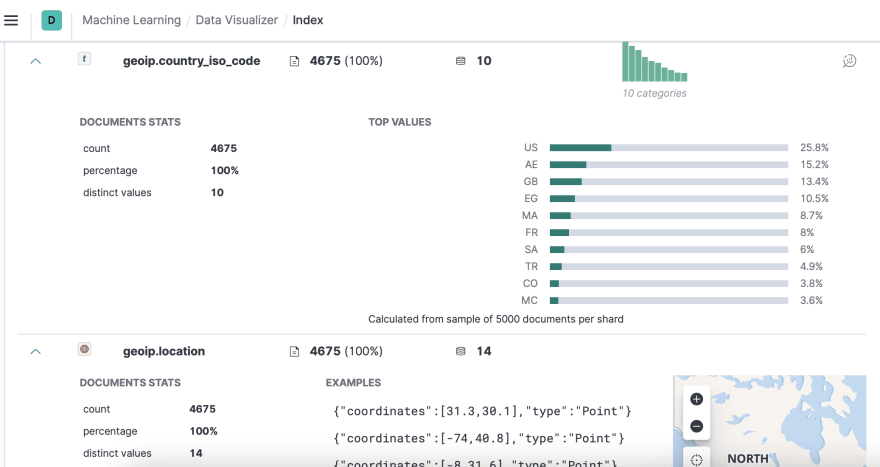 D Machine Learning / Data Visualizer / Index
t geoip.country_iso_code 4675 (100%) 10
10 categories
DOCUMENTS STATS
count 4675
percentage 100%
distinct values 10
TOP VALUES
US 25.8%
AE 15.2%
GB 13.4%
EG 10.5%
MA 8.7%
FR 8%
SA 6%
TR 4.9%
CO 3.8%
MC 3.6%
Calculated from sample of 5000 documents per shard
geoip.location 4675 (100%) 14
DOCUMENTS STATS
count 4675
percentage 100%
distinct values 14
EXAMPLES
{"coordinates":[31.3,30.1],"type":"Point"}
{"coordinates":[-74,40.8],"type":"Point"}
{"coordinates":[-8,31.6],"type":"Point"}
NORTH